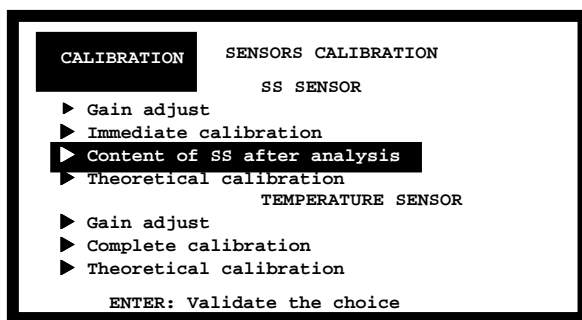 CALIBRATION SENSORS CALIBRATION
SS SENSOR
Gain adjust
Immediate calibration
Content of SS after analysis
Theoretical calibration
TEMPERATURE SENSOR
Gain adjust
Complete calibration
Theoretical calibration
ENTER: Validate the choice